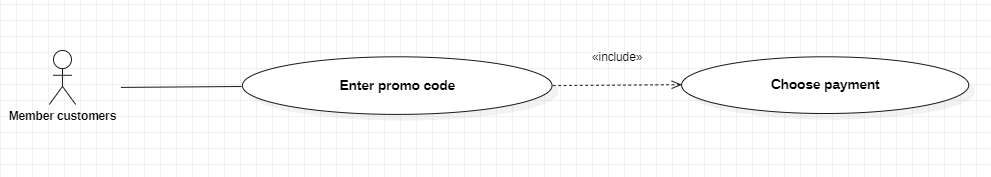 «include»
Enter promo code
Choose payment
Member customers